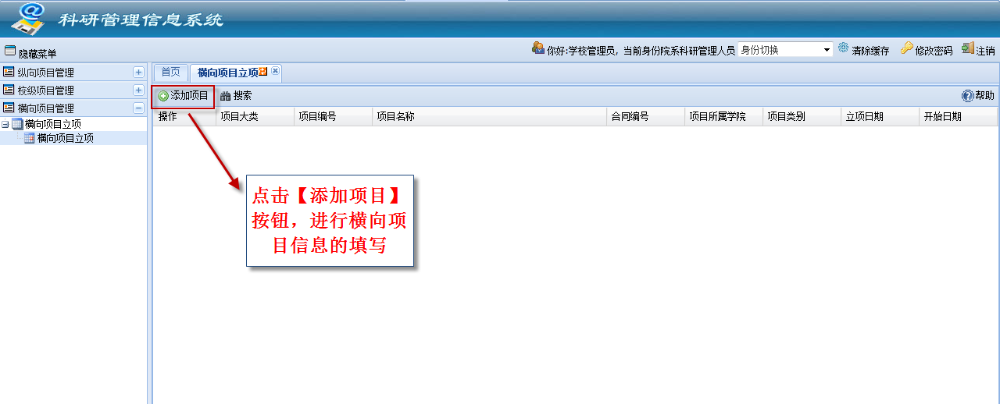 科研管理信息系统
隐藏菜单
你好:学校管理员，当前身份院系科研管理人员 身份切换 清除缓存 修改密码 注销
纵向项目管理
校级项目管理
横向项目管理
横向项目立项
横向项目立项
首页 横向项目立项
添加项目 搜索 帮助
操作 项目大类 项目编号 项目名称 合同编号 项目所属学院 项目类别 立项日期 开始日期
点击【添加项目】
按钮，进行横向项
目信息的填写